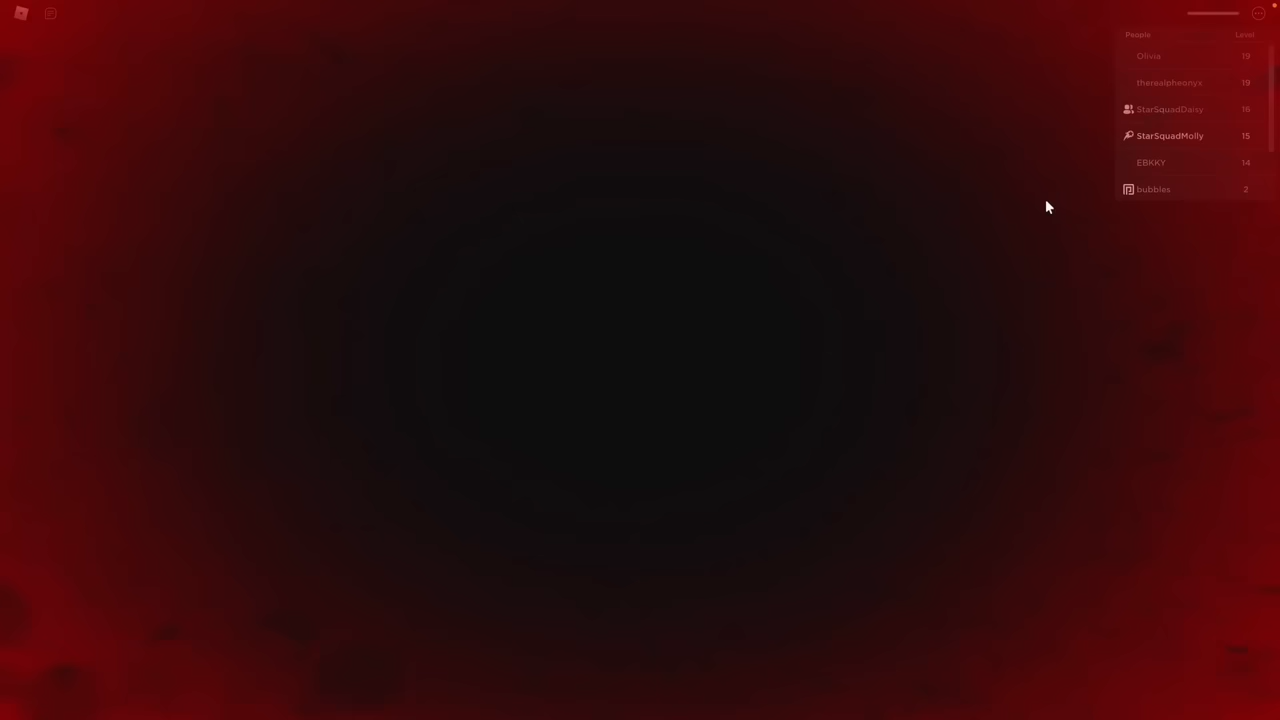 People Level
Olivia 19
therealpheonyx 19
StarSquadDaisy 16
StarSquadMolly 15
EBKKY 14
bubbles 2